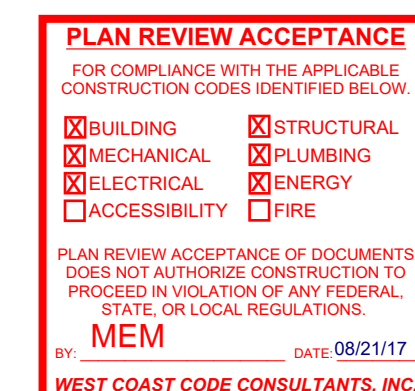 PLAN REVIEW ACCEPTANCE
FOR COMPLIANCE WITH THE APPLICABLE
CONSTRUCTION CODES IDENTIFIED BELOW.
X BUILDING X STRUCTURAL
X MECHANICAL X PLUMBING
X ELECTRICAL X ENERGY
ACCESSIBILITY FIRE
PLAN REVIEW ACCEPTANCE OF DOCUMENTS
DOES NOT AUTHORIZE CONSTRUCTION TO
PROCEED IN VIOLATION OF ANY FEDERAL,
STATE, OR LOCAL REGULATIONS.
BY: MEM DATE: 08/21/17
WEST COAST CODE CONSULTANTS, INC.